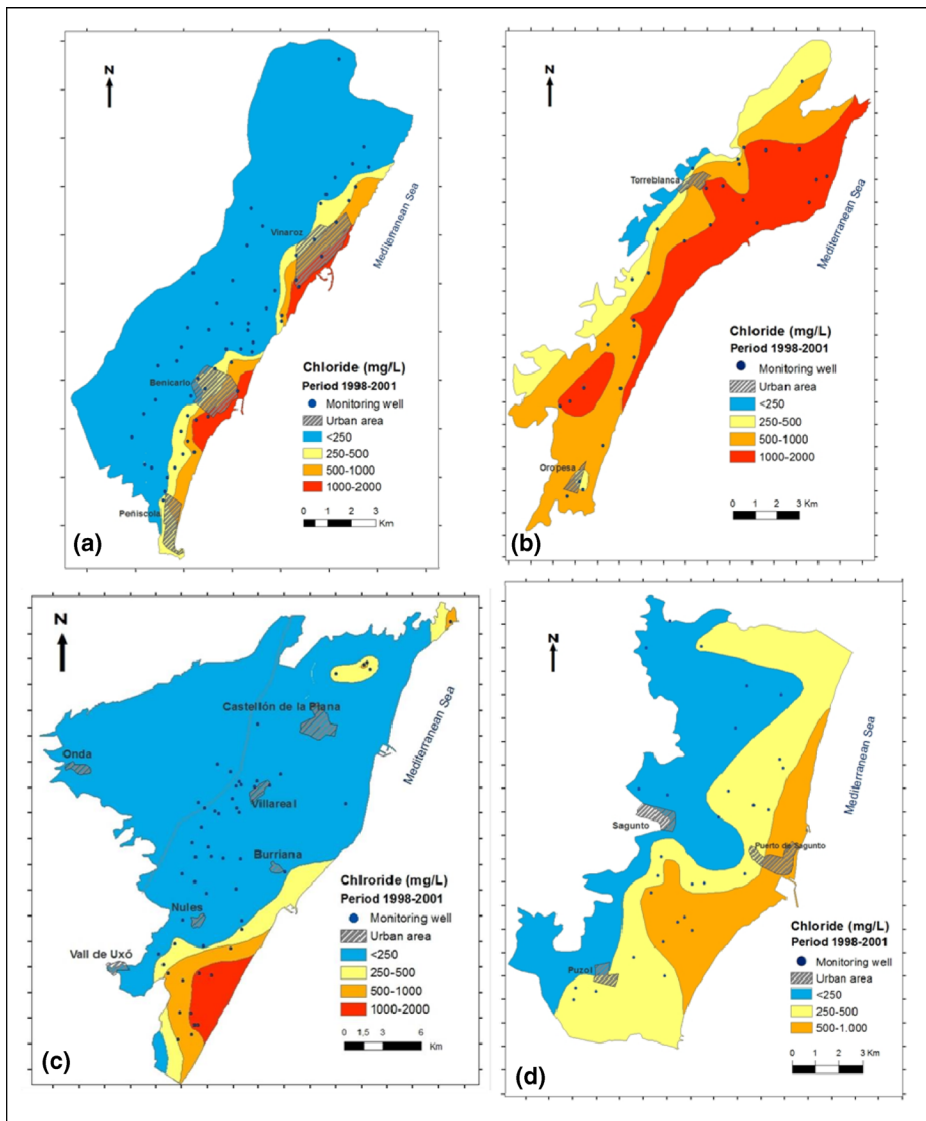 N
Vinaroz
Mediterranean Sea
Benicarlo
Peñiscola
Chloride (mg/L)
Period 1998-2001
Monitoring well
Urban area
<250
250-500
500-1000
1000-2000
0 1 2 3 Km
(a)
N
Torreblanca
Mediterranean Sea
Oropesa
Chloride (mg/L)
Period 1998-2001
Monitoring well
Urban area
<250
250-500
500-1000
1000-2000
0 1 2 3 Km
(b)
N
Castellón de la Plana
Mediterranean Sea
Onda
Villareal
Burriana
Nules
Vall de Uxó
Chlroride (mg/L)
Period 1998-2001
Monitoring well
Urban area
<250
250-500
500-1000
1000-2000
0 1,5 3 6
Km
(c)
N
Mediterranean Sea
Sagunto
Puerto de Sagunto
Puzol
Chloride (mg/L)
Period 1998-2001
Monitoring well
Urban area
<250
250-500
500-1.000
0 1 2 3 Km
(d)